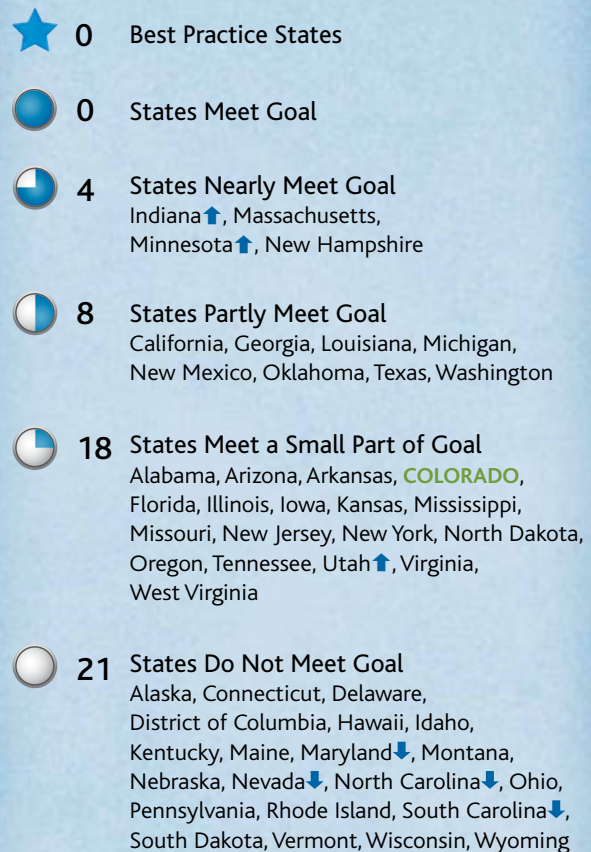 0 Best Practice States
0 States Meet Goal
4 States Nearly Meet Goal
Indiana⬆, Massachusetts,
Minnesota⬆, New Hampshire
8 States Partly Meet Goal
California, Georgia, Louisiana, Michigan,
New Mexico, Oklahoma, Texas, Washington
18 States Meet a Small Part of Goal
Alabama, Arizona, Arkansas, COLORADO,
Florida, Illinois, Iowa, Kansas, Mississippi,
Missouri, New Jersey, New York, North Dakota,
Oregon, Tennessee, Utah⬆, Virginia,
West Virginia
21 States Do Not Meet Goal
Alaska, Connecticut, Delaware,
District of Columbia, Hawaii, Idaho,
Kentucky, Maine, Maryland⬇, Montana,
Nebraska, Nevada⬇, North Carolina⬇, Ohio,
Pennsylvania, Rhode Island, South Carolina⬇,
South Dakota, Vermont, Wisconsin, Wyoming